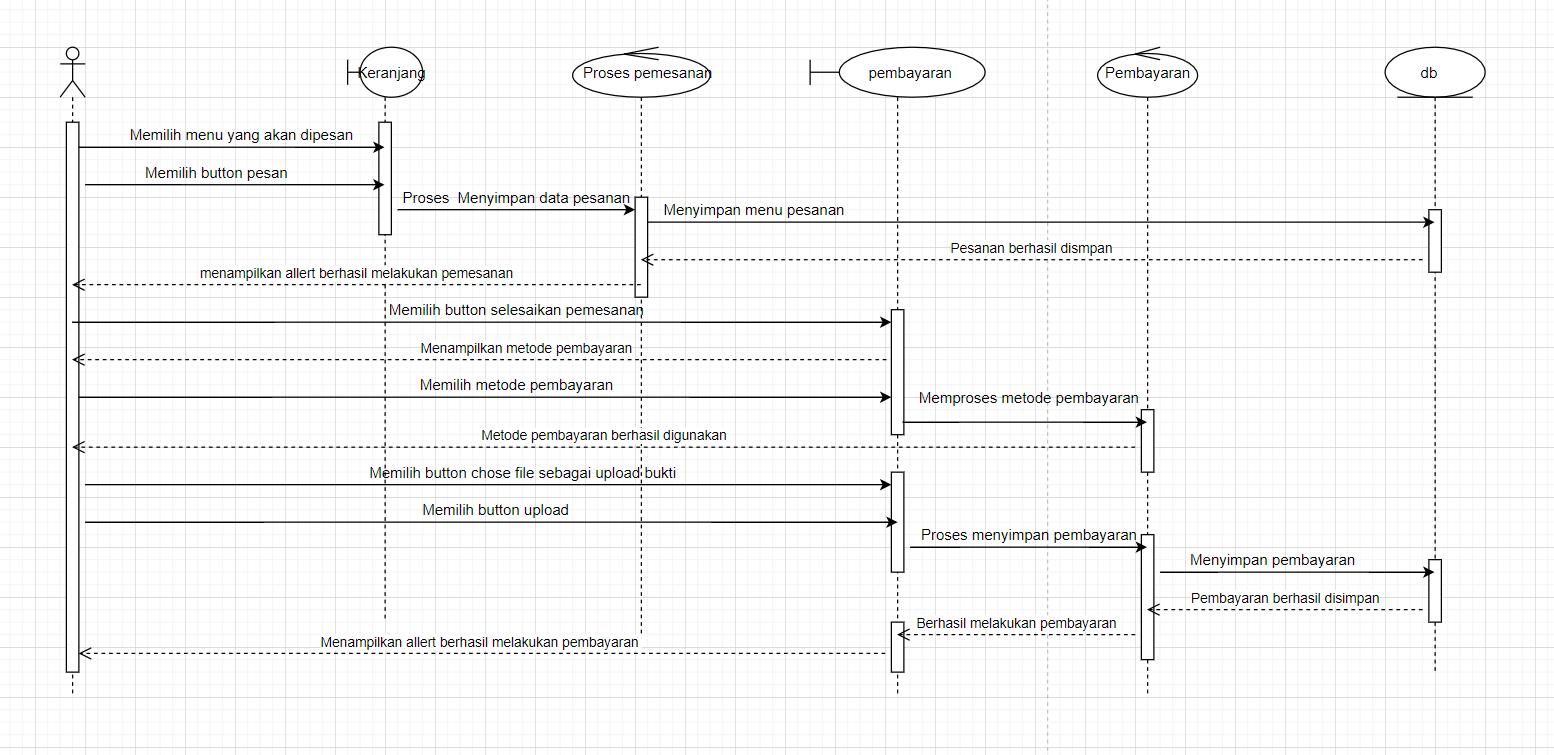 Keranjang
Proses pemesanan
pembayaran
Pembayaran
db
Memilih menu yang akan dipesan
Memilih button pesan
Proses  Menyimpan data pesanan
Menyimpan menu pesanan
Pesanan berhasil dismpan
menampilkan allert berhasil melakukan pemesanan
Memilih button selesaikan pemesanan
Menampilkan metode pembayaran
Memilih metode pembayaran
Memproses metode pembayaran
Metode pembayaran berhasil digunakan
Memilih button chose file sebagai upload bukti
Memilih button upload
Proses menyimpan pembayaran
Menyimpan pembayaran
Pembayaran berhasil disimpan
Berhasil melakukan pembayaran
Menampilkan allert berhasil melakukan pembayaran